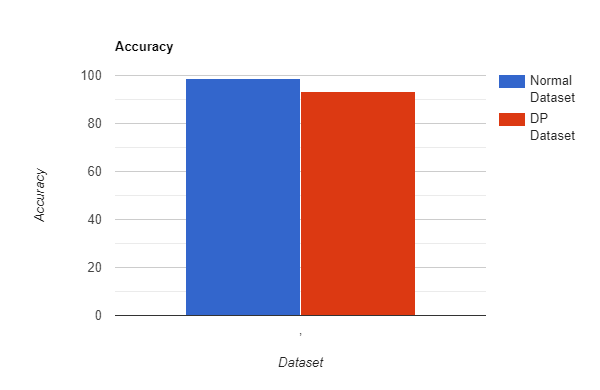 Accuracy
100
80
60
40
20
0
Accuracy
,
Dataset
Normal
Dataset
DP
Dataset